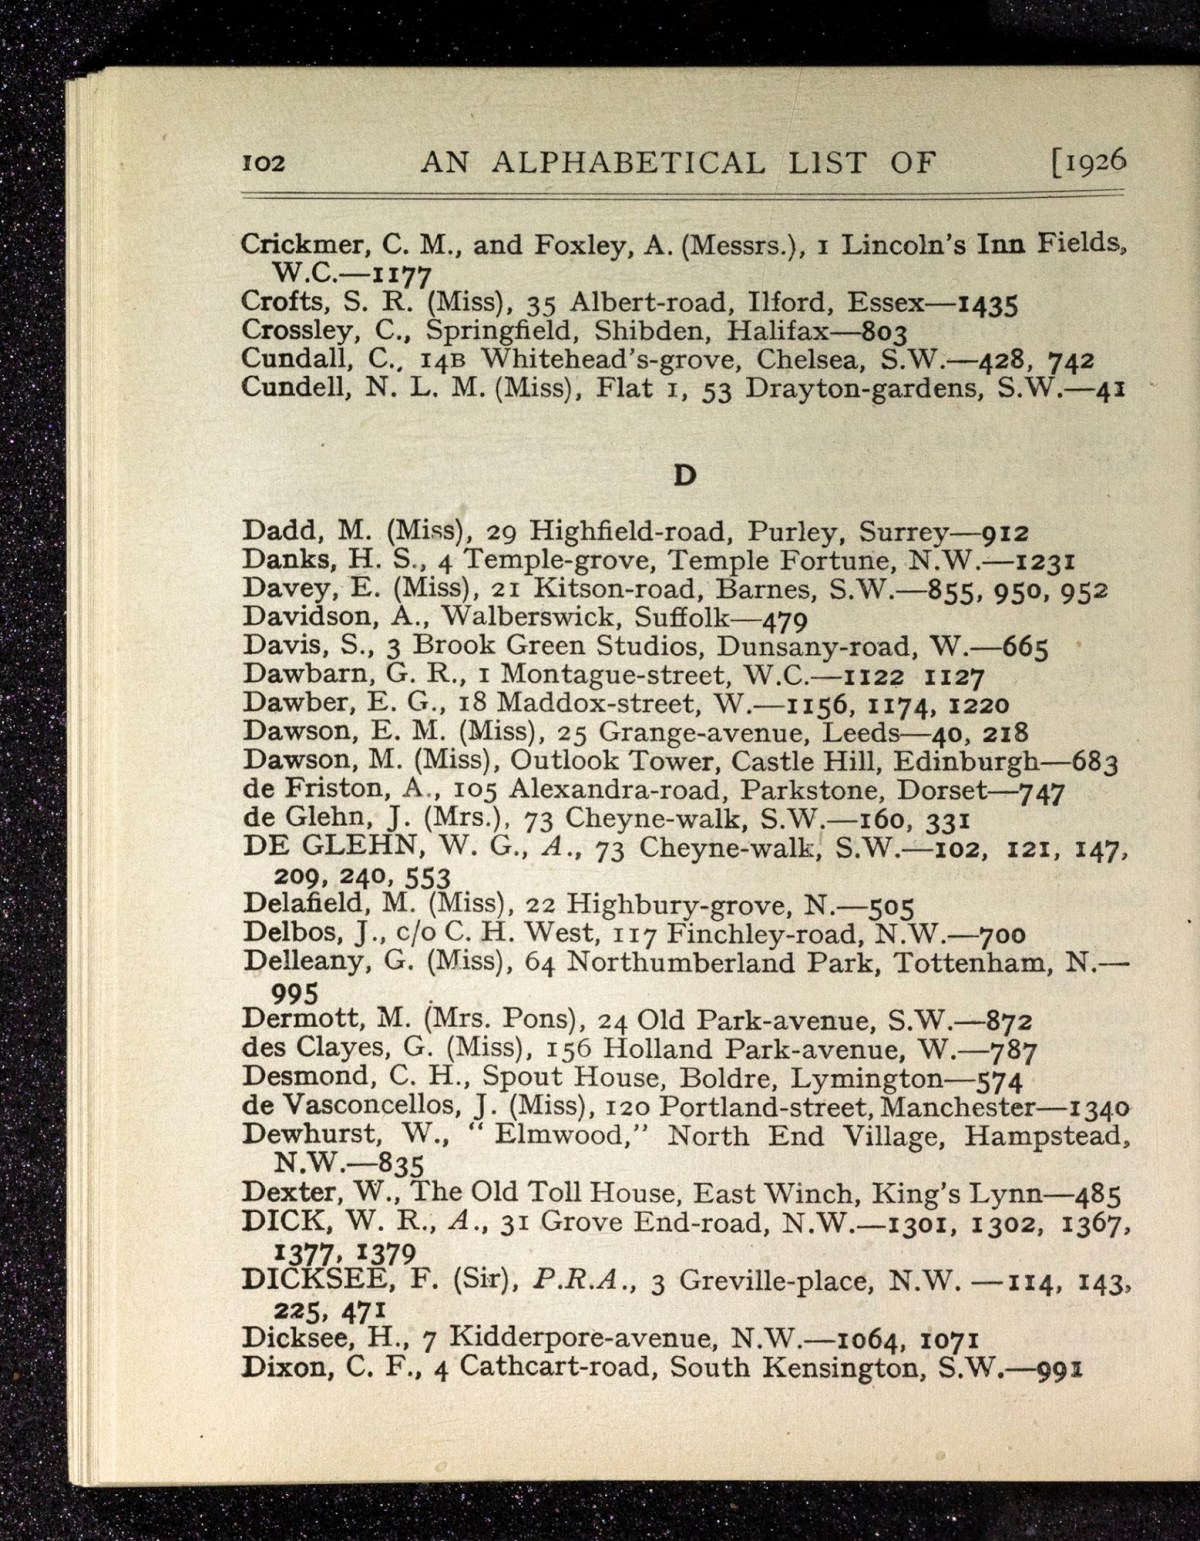 102 AN ALPHABETICAL LIST OF [1926
Crickmer, C. M., and Foxley, A. (Messrs.), 1 Lincoln's Inn Fields,
W.C.—1177
Crofts, S. R. (Miss), 35 Albert-road, Ilford, Essex—1435
Crossley, C., Springfield, Shibden, Halifax—803
Cundall, C., 14B Whitehead's-grove, Chelsea, S.W.—428, 742
Cundell, N. L. M. (Miss), Flat 1, 53 Drayton-gardens, S.W.—41
D
Dadd, M. (Miss), 29 Highfield-road, Purley, Surrey—912
Danks, H. S., 4 Temple-grove, Temple Fortune, N.W.—1231
Davey, E. (Miss), 21 Kitson-road, Barnes, S.W.—855, 950, 952
Davidson, A., Walberswick, Suffolk—479
Davis, S., 3 Brook Green Studios, Dunsany-road, W.—665
Dawbarn, G. R., 1 Montague-street, W.C.—1122 1127
Dawber, E. G., 18 Maddox-street, W.—1156, 1174, 1220
Dawson, E. M. (Miss), 25 Grange-avenue, Leeds—40, 218
Dawson, M. (Miss), Outlook Tower, Castle Hill, Edinburgh—683
de Friston, A., 105 Alexandra-road, Parkstone, Dorset—747
de Glehn, J. (Mrs.), 73 Cheyne-walk, S.W.—160, 331
DE GLEHN, W. G., A., 73 Cheyne-walk, S.W.—102, 121, 147,
209, 240, 553
Delafield, M. (Miss), 22 Highbury-grove, N.—505
Delbos, J., c/o C. H. West, 117 Finchley-road, N.W.—700
Delleany, G. (Miss), 64 Northumberland Park, Tottenham, N.—
995
Dermott, M. (Mrs. Pons), 24 Old Park-avenue, S.W.—872
des Clayes, G. (Miss), 156 Holland Park-avenue, W.—787
Desmond, C. H., Spout House, Boldre, Lymington—574
de Vasconcellos, J. (Miss), 120 Portland-street, Manchester—1340
Dewhurst, W., "Elmwood," North End Village, Hampstead,
N.W.—835
Dexter, W., The Old Toll House, East Winch, King's Lynn—485
DICK, W. R., A., 31 Grove End-road, N.W.—1301, 1302, 1367,
1377, 1379
DICKSEE, F. (Sir), P.R.A., 3 Greville-place, N.W. —114, 143,
225, 471
Dicksee, H., 7 Kidderpore-avenue, N.W.—1064, 1071
Dixon, C. F., 4 Cathcart-road, South Kensington, S.W.—991